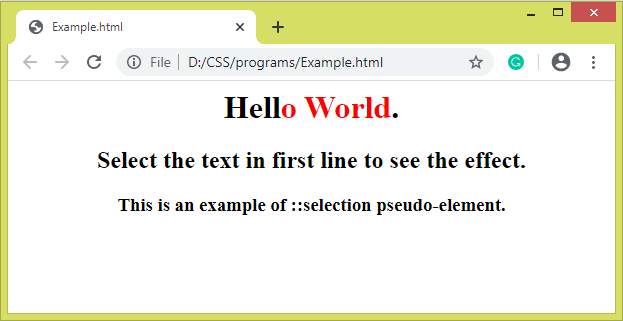 Example.html
File D:/CSS/programs/Example.html
Hello World.
Select the text in first line to see the effect.
This is an example of ::selection pseudo-element.